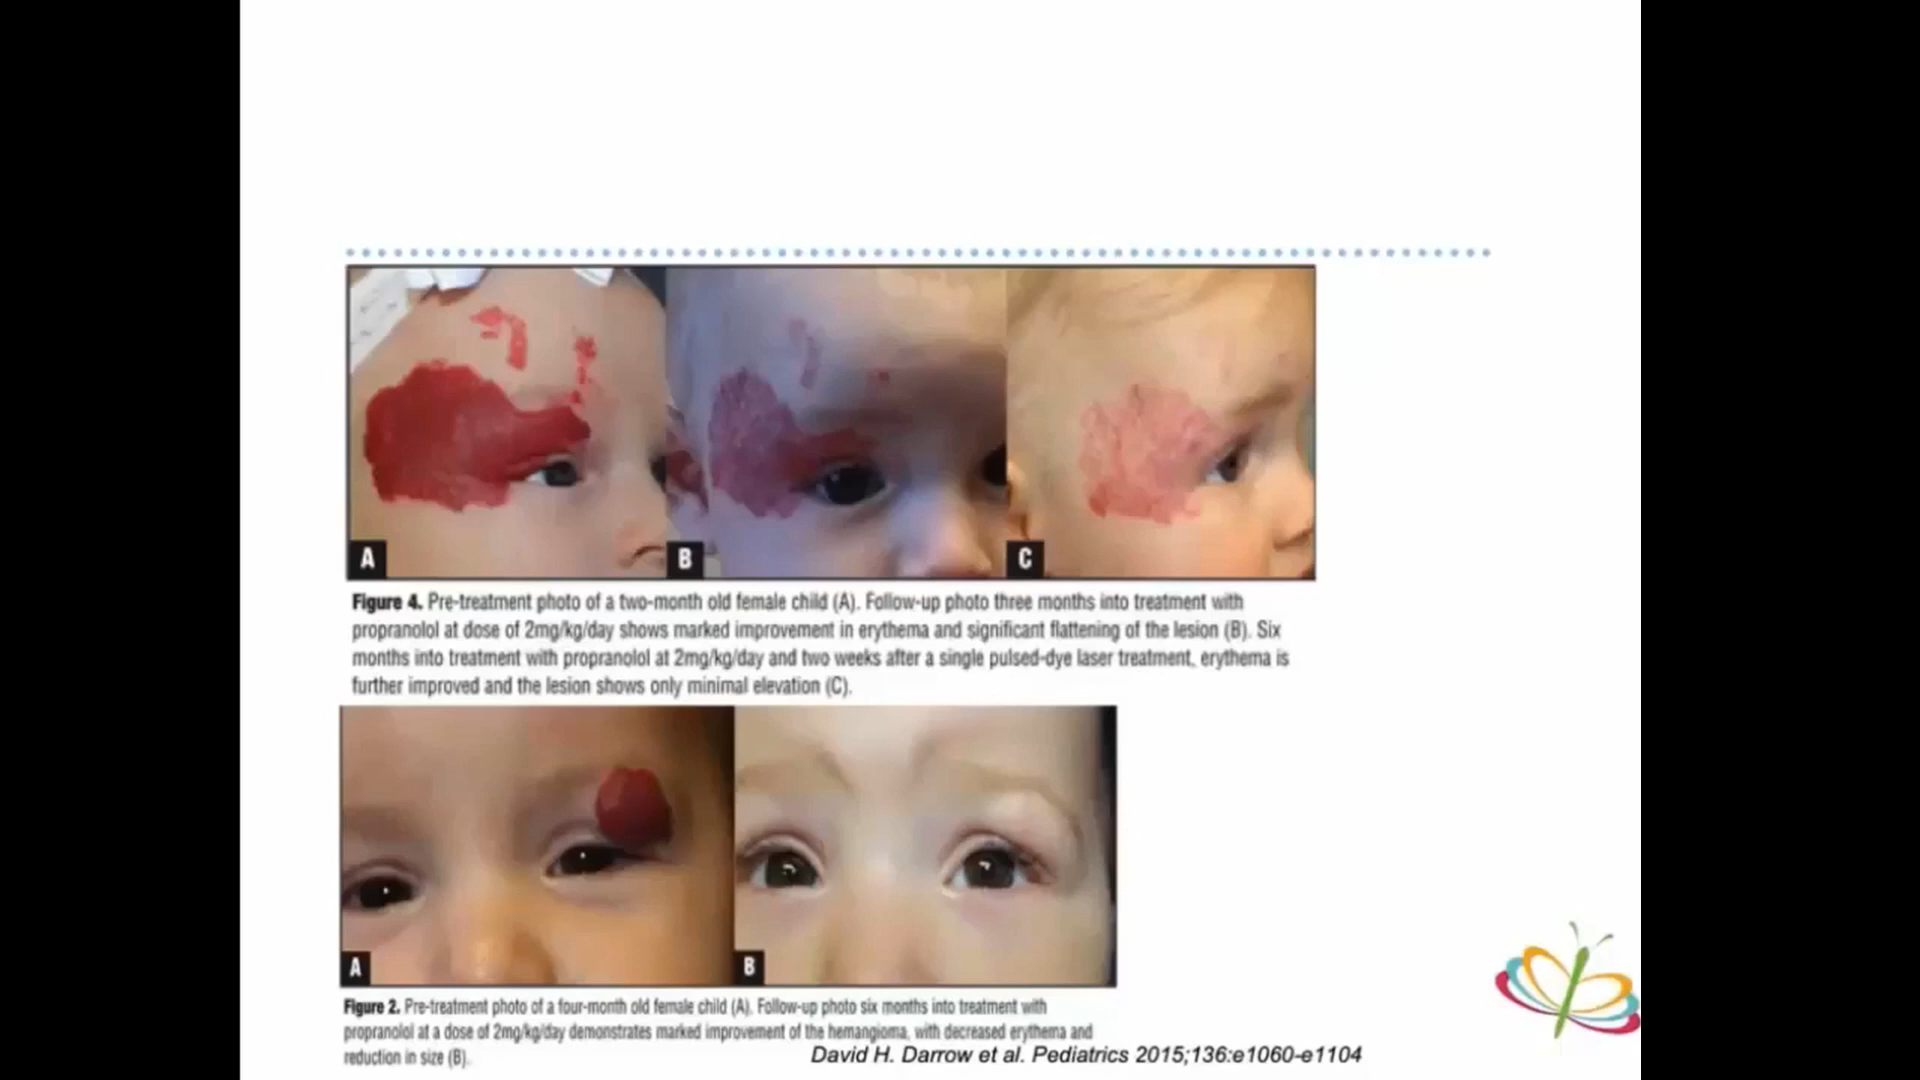 A
B
C
Figure 4. Pre-treatment photo of a two-month old female child (A). Follow-up photo three months into treatment with
propranolol at dose of 2mg/kg/day shows marked improvement in erythema and significant flattening of the lesion (B). Six
months into treatment with propranolol at 2mg/kg/day and two weeks after a single pulsed-dye laser treatment, erythema is
further improved and the lesion shows only minimal elevation (C).
A
B
Figure 2. Pre-treatment photo of a four-month old female child (A). Follow-up photo six months into treatment with
propranolol at a dose of 2mg/kg/day demonstrates marked improvement of the hemangioma, with decreased erythema and
reduction in size (B).
David H. Darrow et al. Pediatrics 2015;136:e1060-e1104